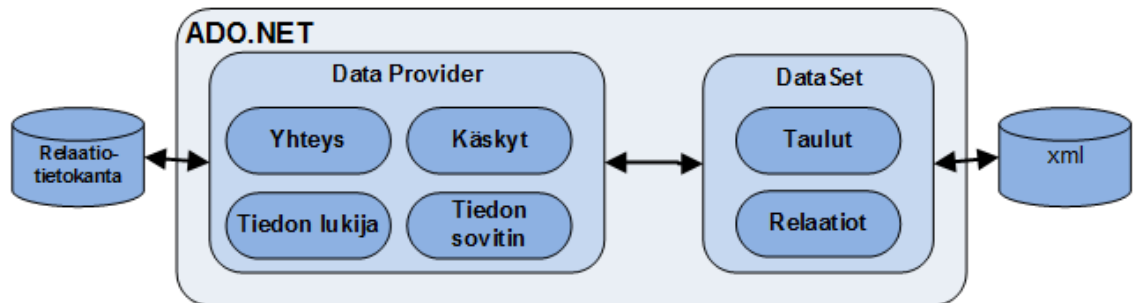 ADO.NET
Data Provider
DataSet
Relaatio-
tietokanta
Yhteys
Käskyt
Taulut
xml
Tiedon lukija
Tiedon
sovitin
Relaatiot